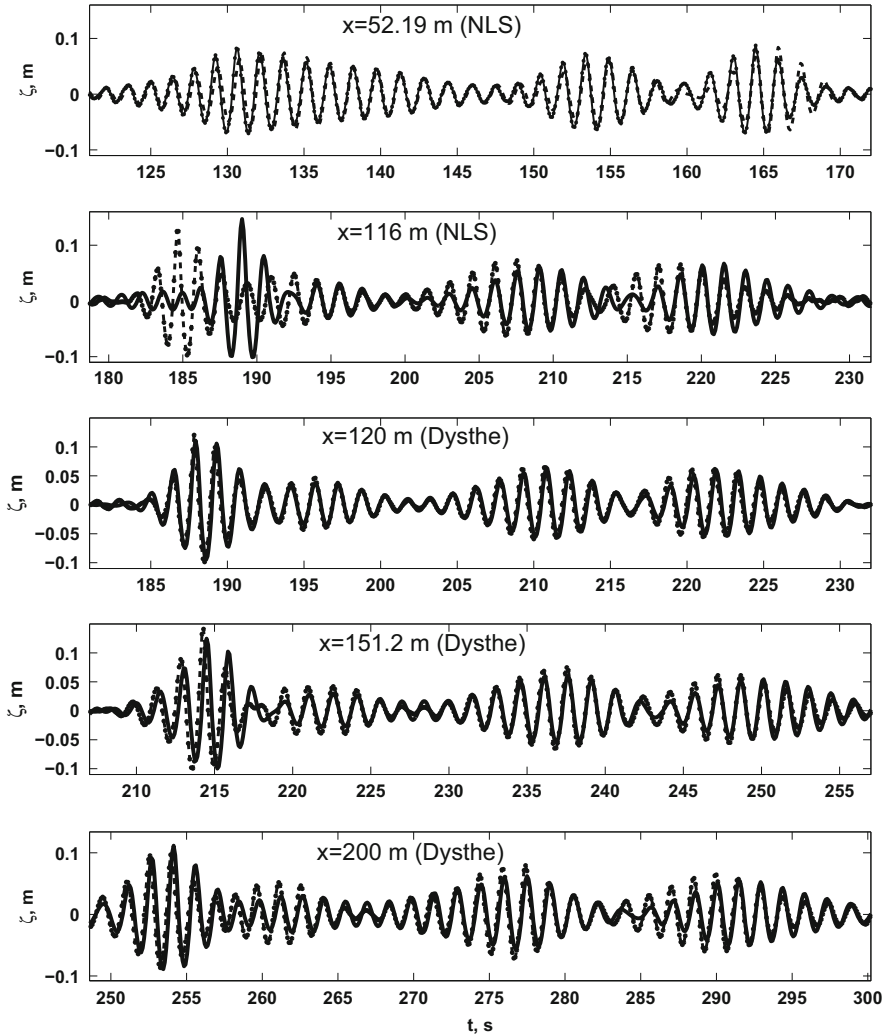 x=52.19 m (NLS)
ζ, m
0.1
0
−0.1
125 130 135 140 145 150 155 160 165 170
x=116 m (NLS)
ζ, m
0.1
0
−0.1
180 185 190 195 200 205 210 215 220 225 230
x=120 m (Dysthe)
ζ, m
0.1
0.05
0
−0.05
−0.1
185 190 195 200 205 210 215 220 225 230
x=151.2 m (Dysthe)
ζ, m
0.1
0.05
0
−0.05
−0.1
210 215 220 225 230 235 240 245 250 255
x=200 m (Dysthe)
ζ, m
0.1
0
−0.1
250 255 260 265 270 275 280 285 290 295 300
t, s